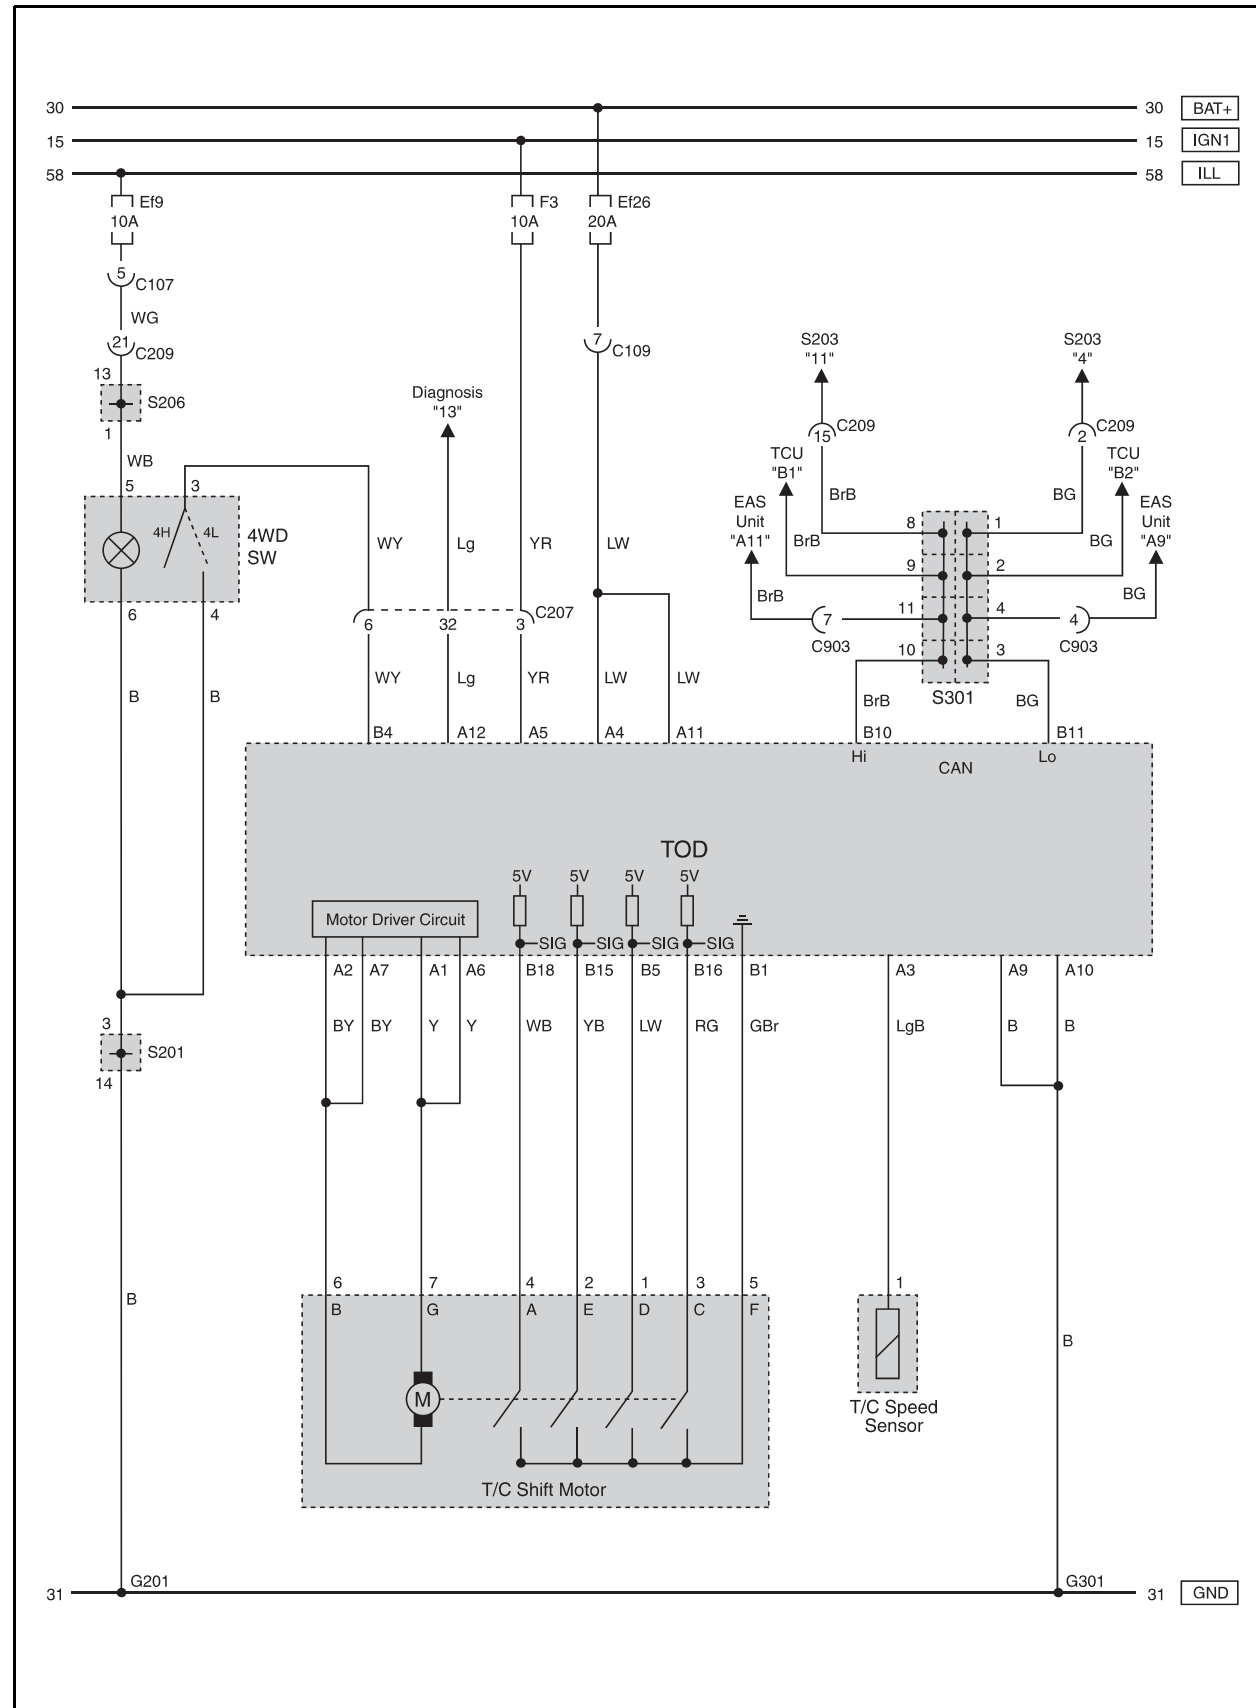 30 30 BAT+
15 15 IGN1
58 58 ILL
Ef9 F3 Ef26
10A 10A 20A
5
C107
WG
21
C209
7
C109
S203 S203
"11" "4"
13
S206
1
Diagnosis
"13"
C209 C209
15 2
TCU TCU
"B1" "B2"
WB
5 3
BrB BG
EAS EAS
Unit Unit
"A11" "A9"
8 1
4H 4L
4WD
SW
WY Lg YR LW
BrB BG
9 2
BrB BG
6 4
C207
6 32 3
7 11 4 4
C903 C903
10 3
WY Lg YR LW LW
S301
B B
BrB BG
B4 A12 A5 A4 A11 B10 B11
Hi CAN Lo
TOD
5V 5V 5V 5V
Motor Driver Circuit
SIG SIG SIG SIG
A2 A7 A1 A6 B18 B15 B5 B16 B1 A3 A9 A10
3
BY BY Y Y WB YB LW RG GBr LgB B B
S201
14
6 7 4 2 1 3 5 1
B
B G A E D C F
B
M
T/C Speed
Sensor
T/C Shift Motor
G201 G301
31 31 GND